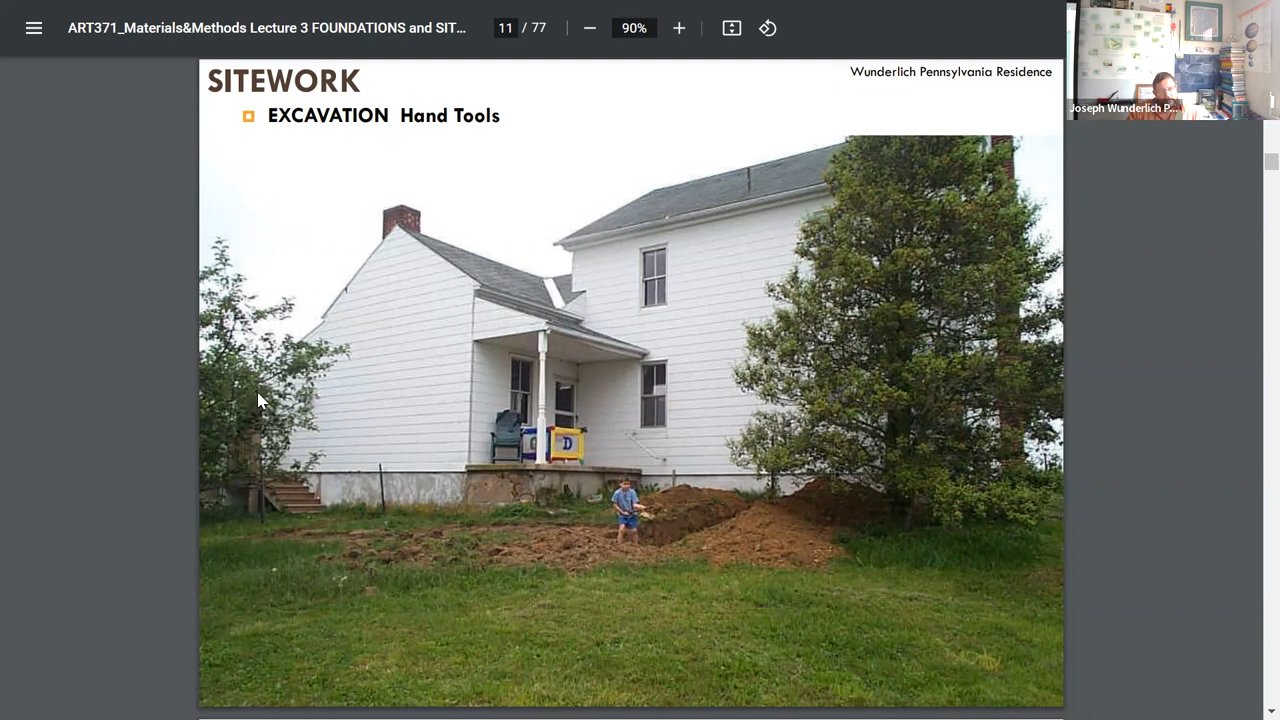 ART371_Materials&Methods Lecture 3 FOUNDATIONS and SIT...
11 / 77
90%
Joseph Wunderlich P...
SITEWORK
Wunderlich Pennsylvania Residence
EXCAVATION Hand Tools
D